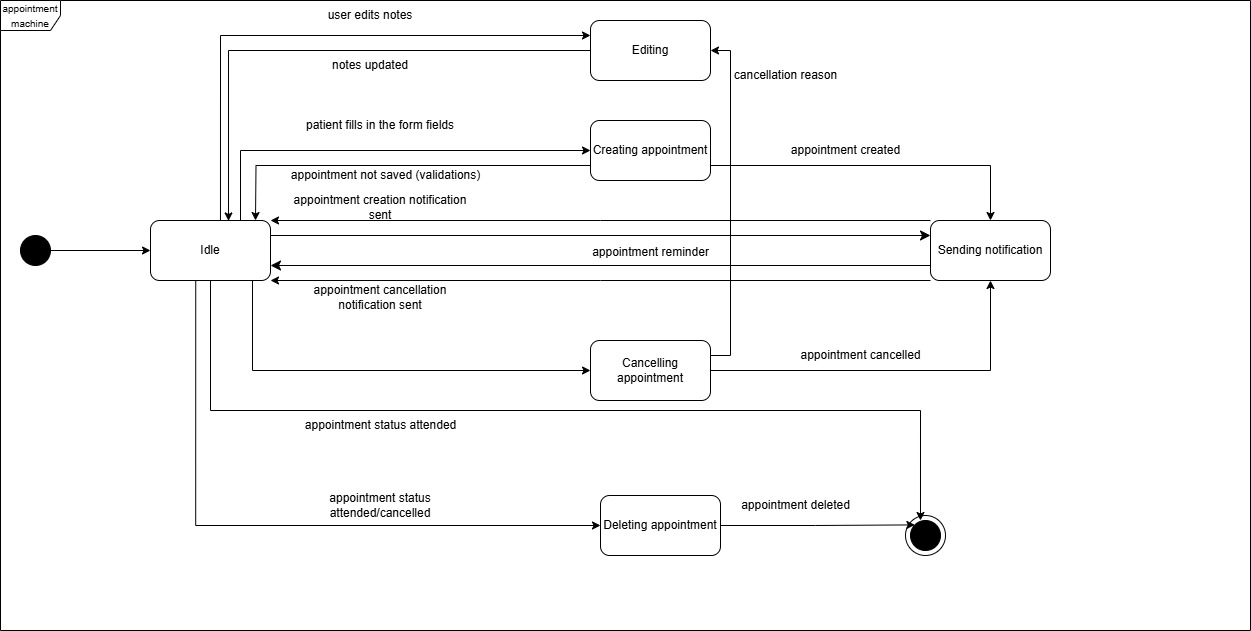 appointment
machine
user edits notes
Editing
notes updated
cancellation reason
patient fills in the form fields
Creating appointment
appointment created
appointment not saved (validations)
appointment creation notification
sent
Idle
appointment reminder
Sending notification
appointment cancellation
notification sent
Cancelling
appointment
appointment cancelled
appointment status attended
appointment status
attended/cancelled
Deleting appointment
appointment deleted